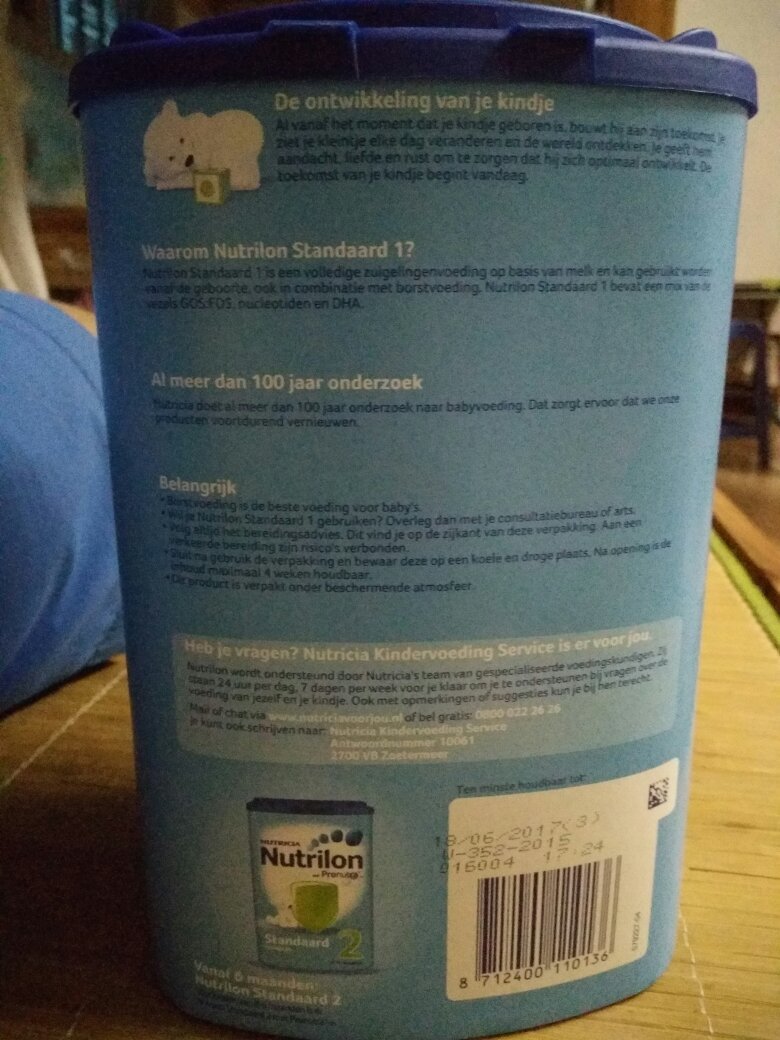 De ontwikkeling van je kindje
Al vanaf het moment dat je kindje geboren is, bouwt hij aan zijn toekomst. Je
ziet je kleintje elke dag veranderen en de wereld ontdekken. Je geeft hem
aandacht, liefde en rust om te zorgen dat hij zich optimaal ontwikkelt. De
toekomst van je kindje begint vandaag.
Waarom Nutrilon Standaard 1?
Nutrilon Standaard 1 is een volledige zuigelingenvoeding op basis van melk en kan gebruikt worden
vanaf de geboorte, ook in combinatie met borstvoeding. Nutrilon Standaard 1 bevat een mix van de
vezels GOS:FOS, nucleotiden en DHA.
Al meer dan 100 jaar onderzoek
Nutricia doet al meer dan 100 jaar onderzoek naar babyvoeding. Dat zorgt ervoor dat we onze
producten voortdurend vernieuwen.
Belangrijk
• Borstvoeding is de beste voeding voor baby's.
• Wil je Nutrilon Standaard 1 gebruiken? Overleg dan met je consultatiebureau of arts.
• Volg altijd het bereidingsadvies. Dit vind je op de zijkant van deze verpakking. Aan een
verkeerde bereiding zijn risico's verbonden.
• Sluit na gebruik de verpakking en bewaar deze op een koele en droge plaats. Na opening is de
inhoud maximaal 4 weken houdbaar.
• Dit product is verpakt onder beschermende atmosfeer.
Heb je vragen? Nutricia Kindervoeding Service is er voor jou.
Nutrilon wordt ondersteund door Nutricia's team van gespecialiseerde voedingskundigen. Zij
staan 24 uur per dag, 7 dagen per week voor je klaar om je te ondersteunen bij vragen over de
voeding van jezelf en je kindje. Ook met opmerkingen of suggesties kun je bij hen terecht.
Mail of chat via www.nutriciavoorjou.nl of bel gratis: 0800 022 26 26
Je kunt ook schrijven naar: Nutricia Kindervoeding Service
Antwoordnummer 10061
2700 VB Zoetermeer
Ten minste houdbaar tot:
18/06/2017(3)
U-352-2015
016004 17:24
8 712400 110136
NUTRICIA
Nutrilon
Pronutra
Standaard 2
Vanaf 6 maanden:
Nutrilon Standaard 2